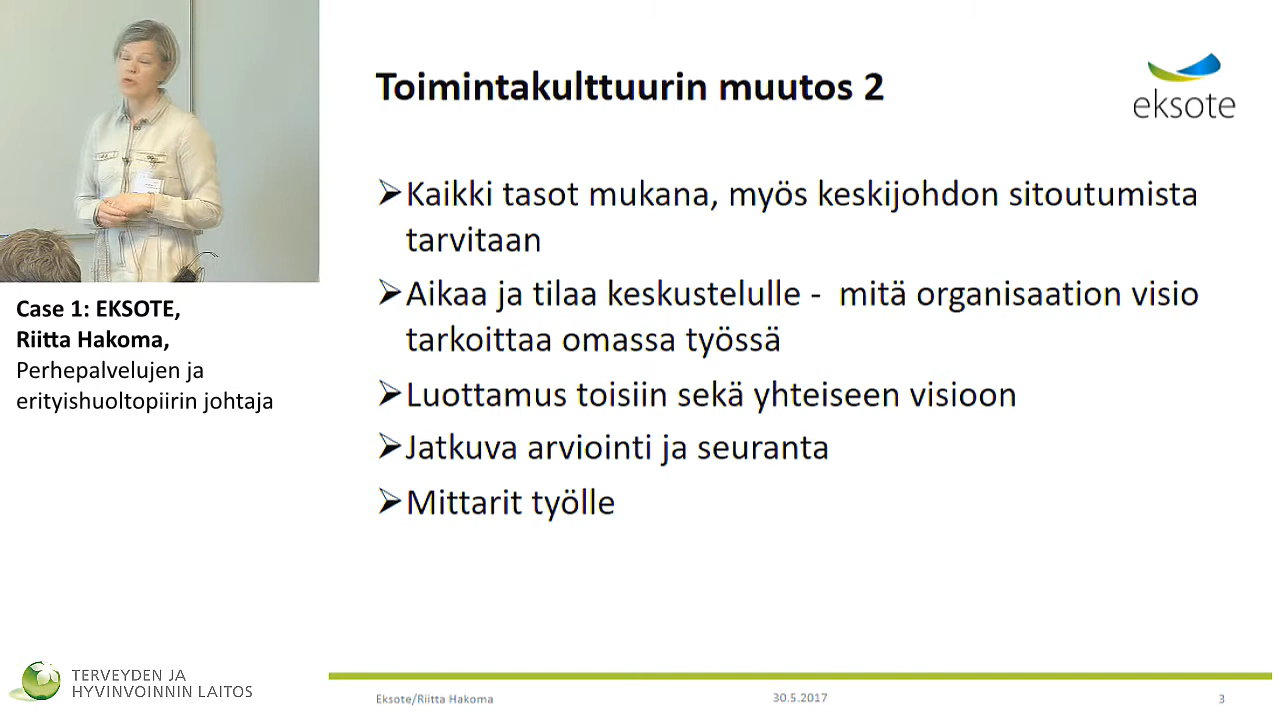 Toimintakulttuurin muutos 2
eksote
Kaikki tasot mukana, myös keskijohdon sitoutumista
tarvitaan
Aikaa ja tilaa keskustelulle - mitä organisaation visio
tarkoittaa omassa työssä
Luottamus toisiin sekä yhteiseen visioon
Jatkuva arviointi ja seuranta
Mittarit työlle
Case 1: EKSOTE,
Riitta Hakoma,
Perhepalvelujen ja
erityishuoltopiirin johtaja
TERVEYDEN JA
HYVINVOINNIN LAITOS
Eksote/Riitta Hakoma
30.5.2017
3